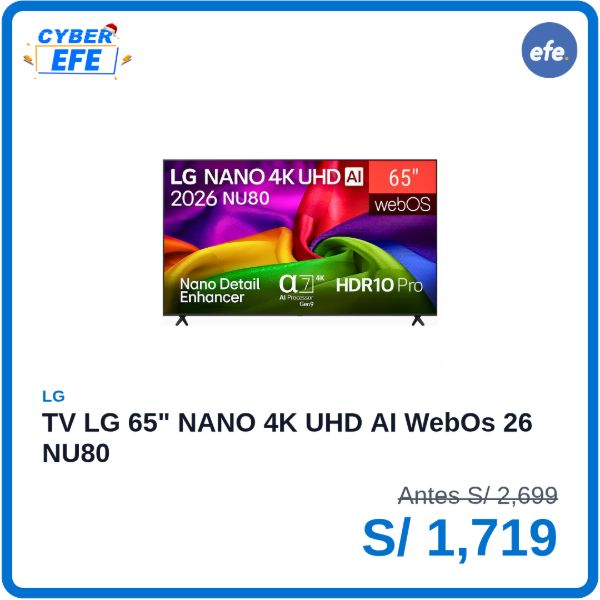 CYBER
EFE
efe.
LG NANO 4K UHD AI
65"
2026 NU80
webOS
Nano Detail
Enhancer
α7 4K
AI Processor
Gen9
HDR10 Pro
LG
TV LG 65" NANO 4K UHD AI WebOs 26
NU80
Antes S/ 2,699
S/ 1,719